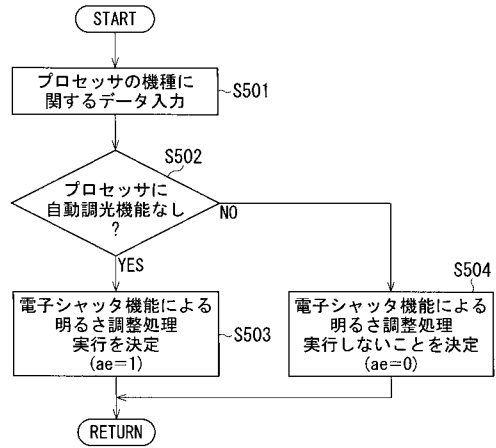 START
プロセッサの機種に
関するデータ入力
S501
S502
プロセッサに
自動調光機能なし
?
NO
YES
電子シャッタ機能による
明るさ調整処理
実行を決定
(ae=1)
S503
S504
電子シャッタ機能による
明るさ調整処理
実行しないことを決定
(ae=0)
RETURN